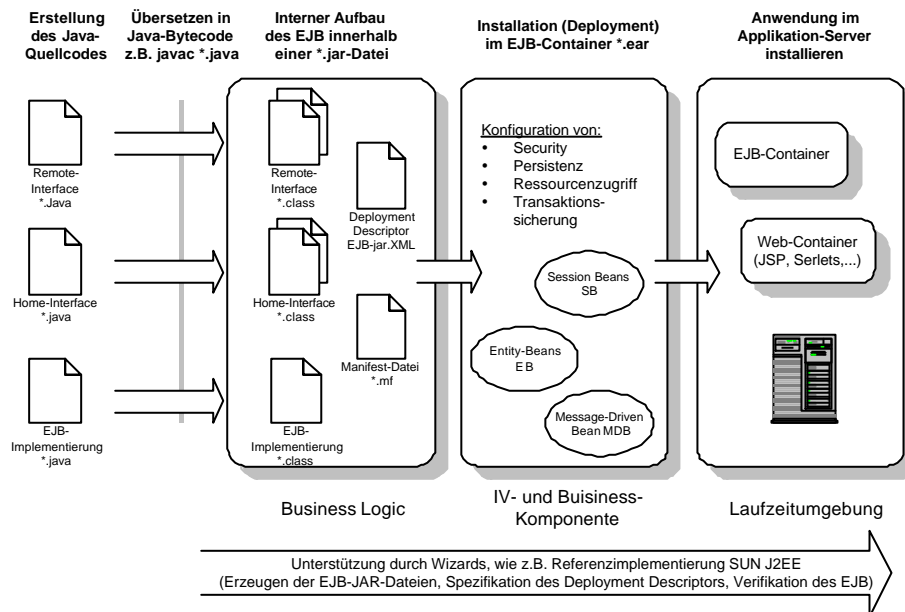 Erstellung
des Java-
Quellcodes
Übersetzen in
Java-Bytecode
z.B. javac *.java
Interner Aufbau
des EJB innerhalb
einer *.jar-Datei
Installation (Deployment)
im EJB-Container *.ear
Anwendung im
Applikation-Server
installieren
Remote-
Interface
*.Java
Home-Interface
*.java
EJB-
Implementierung
*.java
Remote-
Interface
*.class
Home-Interface
*.class
EJB-
Implementierung
*.class
Deployment
Descriptor
EJB-jar.XML
Manifest-Datei
*.mf
Konfiguration von:
• Security
• Persistenz
• Ressourcenzugriff
• Transaktions-
sicherung
Session Beans
SB
Entity-Beans
EB
Message-Driven
Bean MDB
EJB-Container
Web-Container
(JSP, Serlets,...)
Business Logic
IV- und Buisiness-
Komponente
Laufzeitumgebung
Unterstützung durch Wizards, wie z.B. Referenzimplementierung SUN J2EE
(Erzeugen der EJB-JAR-Dateien, Spezifikation des Deployment Descriptors, Verifikation des EJB)